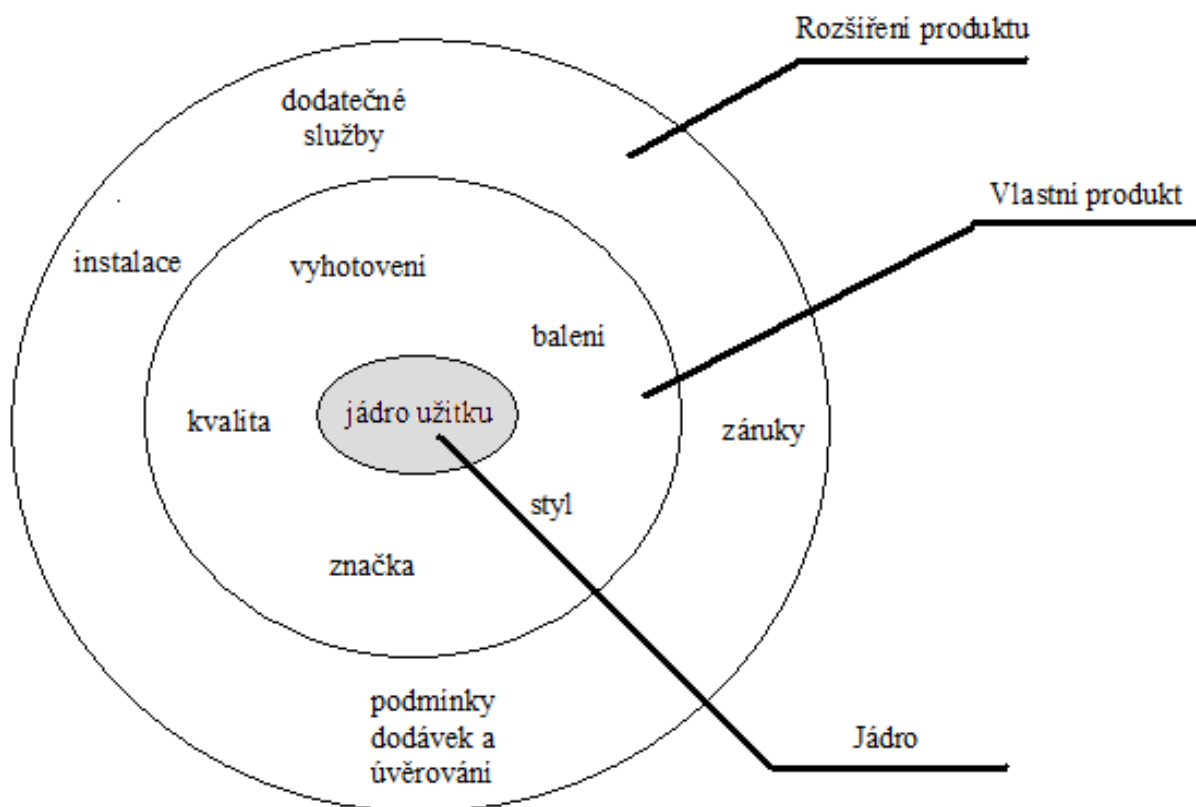 Rozšíření produktu
dodatečné
služby
Vlastní produkt
instalace
vyhotovení
balení
jádro užitku
kvalita
záruky
styl
značka
podmínky
dodávek a
úvěrování
Jádro